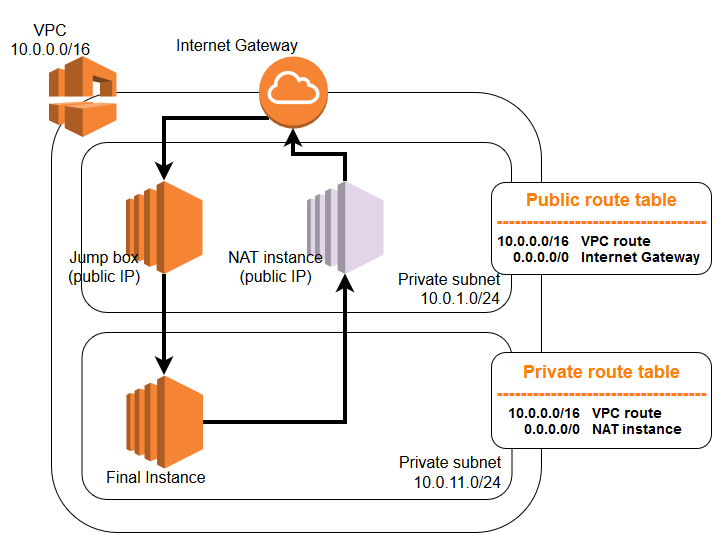 VPC
10.0.0.0/16
Internet Gateway
Jump box
(public IP)
NAT instance
(public IP)
Private subnet
10.0.1.0/24
Public route table
10.0.0.0/16 VPC route
0.0.0.0/0 Internet Gateway
Final Instance
Private subnet
10.0.11.0/24
Private route table
10.0.0.0/16 VPC route
0.0.0.0/0 NAT instance